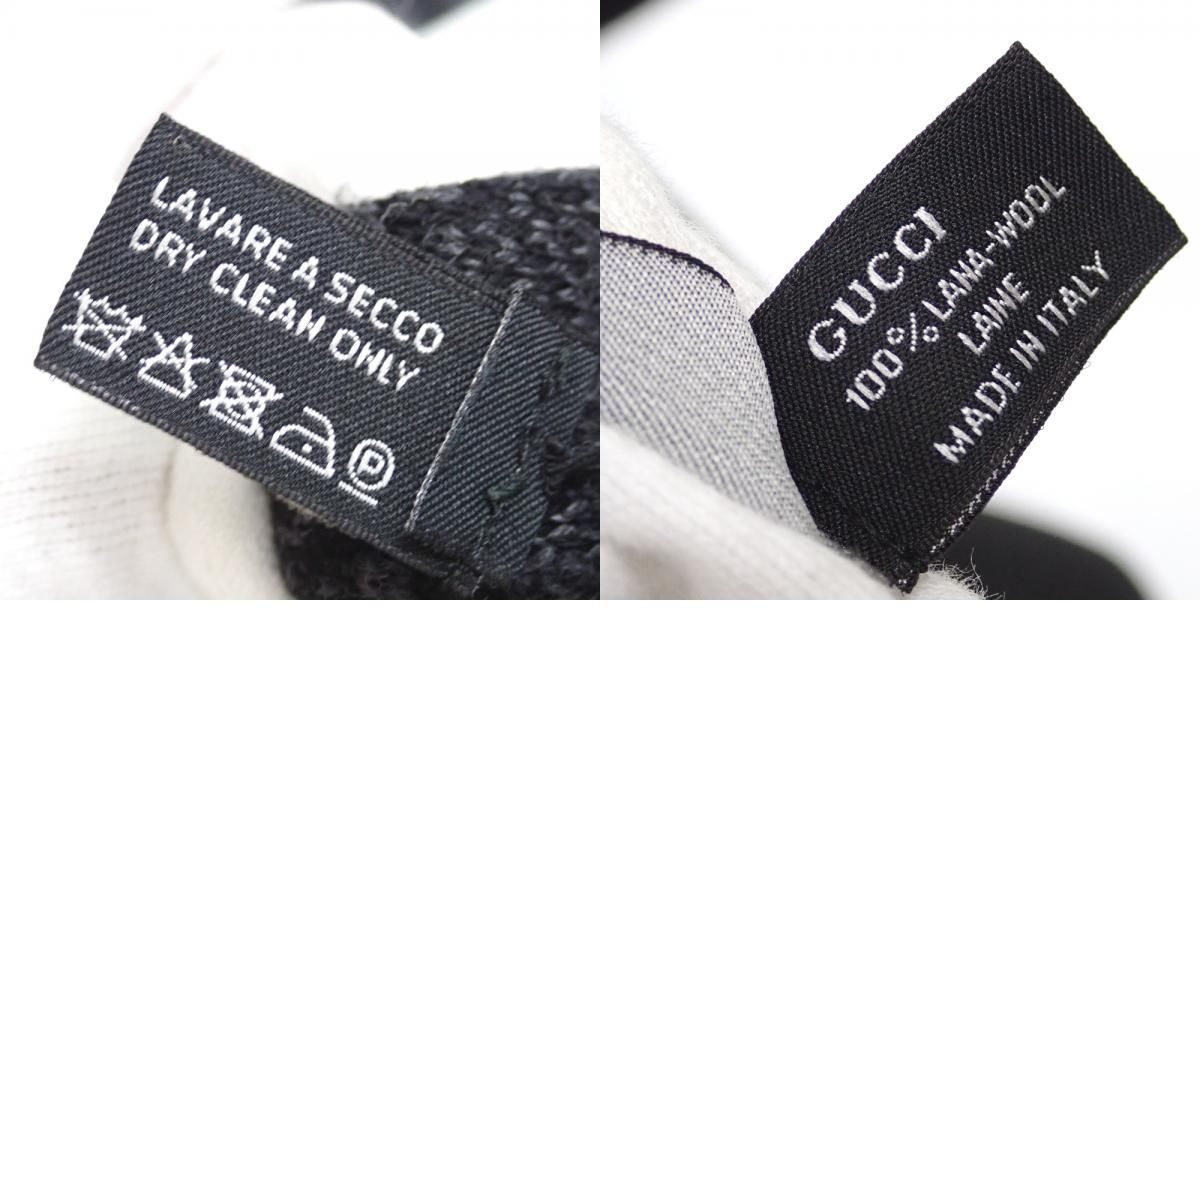 LAVARE A SECCO
DRY CLEAN ONLY
P
GUCCI
100% LANA-WOOL
LAINE
MADE IN ITALY